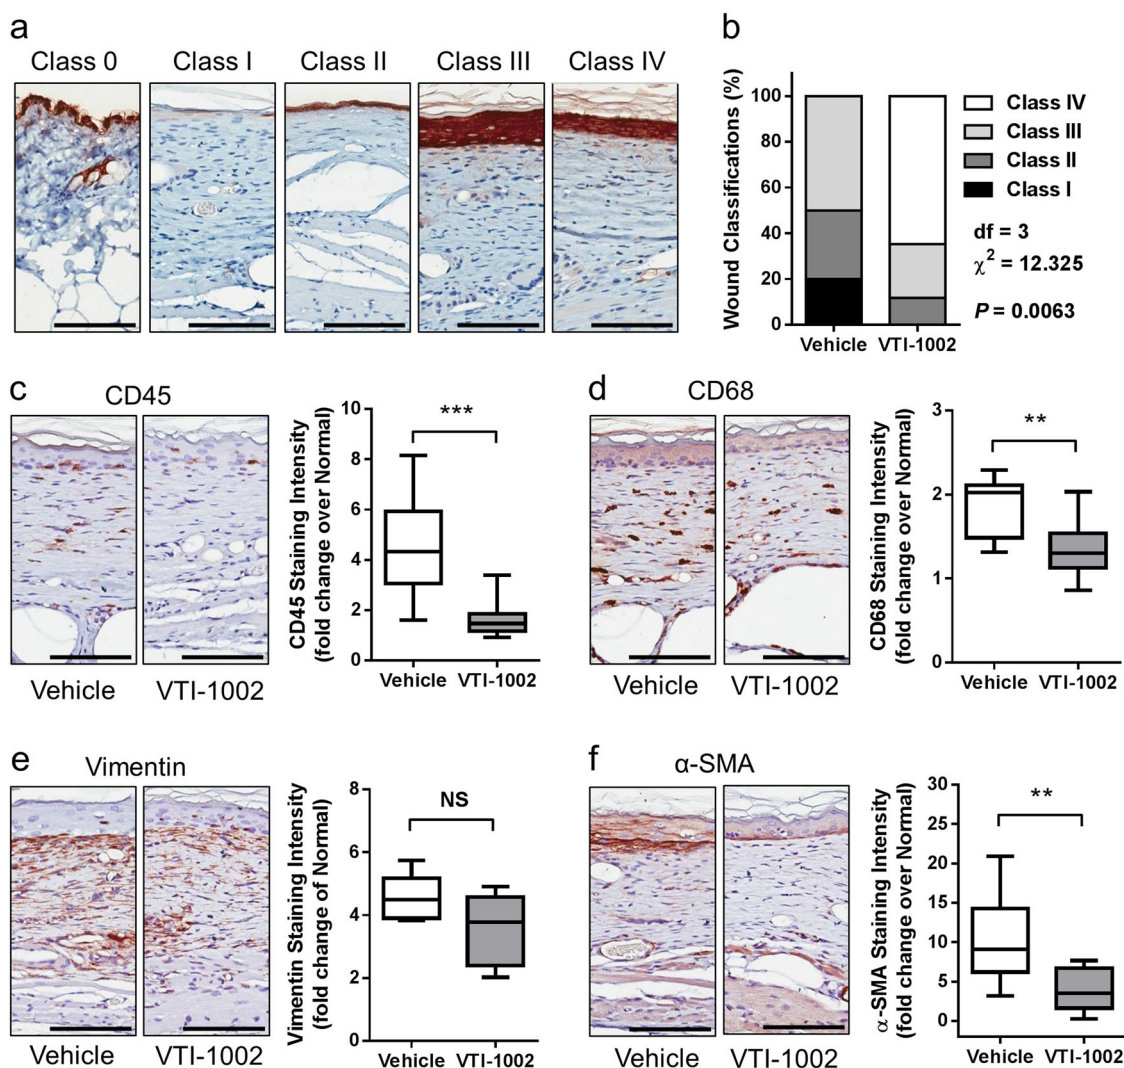 a
Class 0
Class I
Class II
Class III
Class IV
b
Wound Classifications (%)
100
80
60
40
20
0
Vehicle
VTI-1002
Class IV
Class III
Class II
Class I
df = 3
χ² = 12.325
P = 0.0063
c
CD45
Vehicle
VTI-1002
CD45 Staining Intensity
(fold change over Normal)
10
8
6
4
2
0
***
Vehicle
VTI-1002
d
CD68
Vehicle
VTI-1002
CD68 Staining Intensity
(fold change over Normal)
3
2
1
0
**
Vehicle
VTI-1002
e
Vimentin
Vehicle
VTI-1002
Vimentin Staining Intensity
(fold change of Normal)
8
6
4
2
0
NS
Vehicle
VTI-1002
f
α-SMA
Vehicle
VTI-1002
α-SMA Staining Intensity
(fold change over Normal)
30
25
20
15
10
5
0
**
Vehicle
VTI-1002